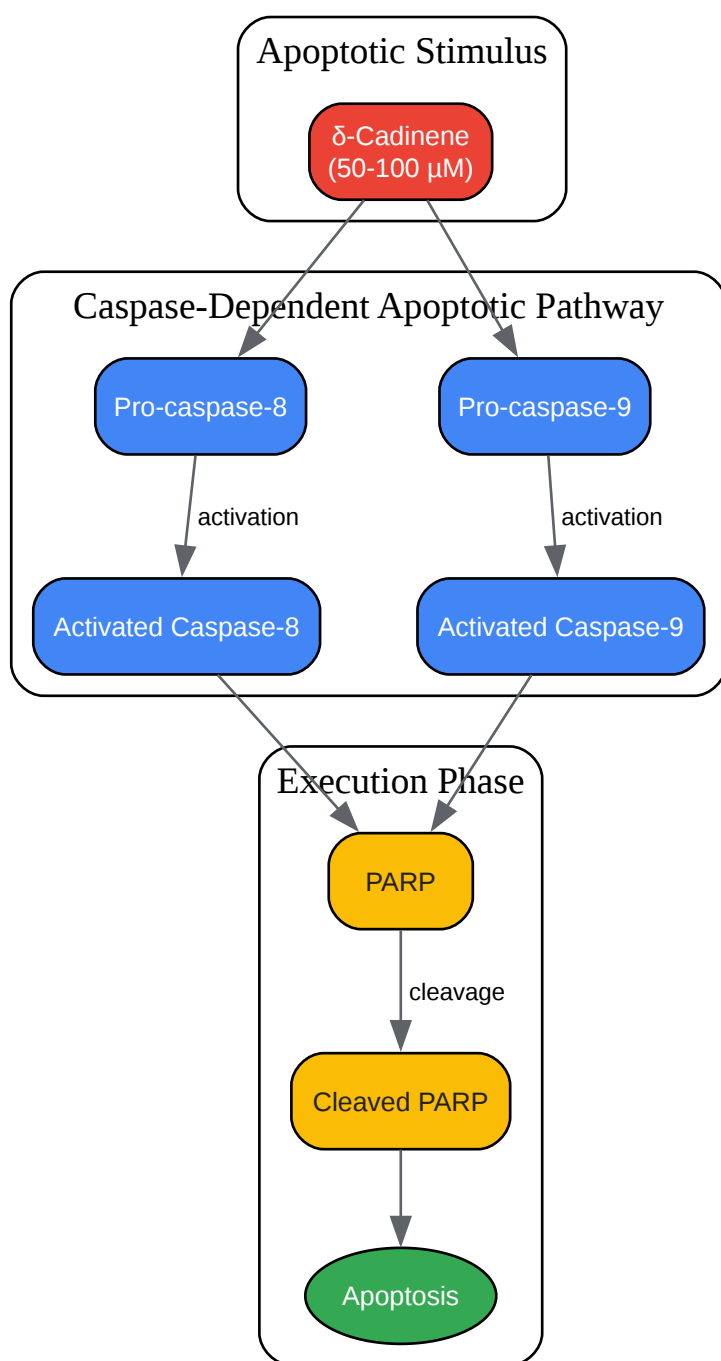 Apoptotic Stimulus
δ-Cadinene
(50-100 µM)
Caspase-Dependent Apoptotic Pathway
Pro-caspase-8
Pro-caspase-9
activation
activation
Activated Caspase-8
Activated Caspase-9
Execution Phase
PARP
cleavage
Cleaved PARP
Apoptosis